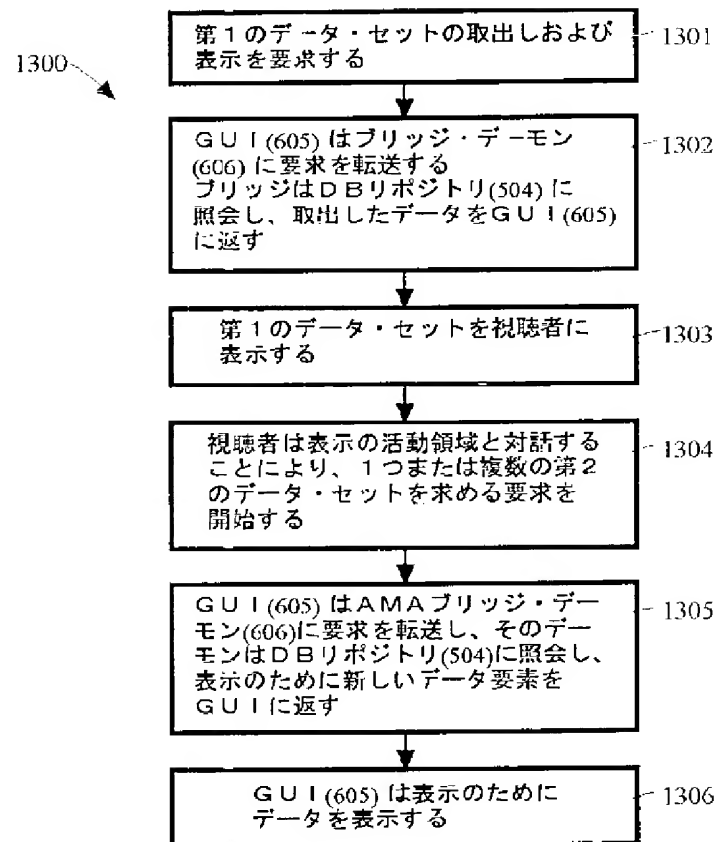 1300
第１のデータ・セットの取出しおよび
表示を要求する
1301
ＧＵＩ(605) はブリッジ・デーモン
(606) に要求を転送する
ブリッジはＤＢリポジトリ(504) に
照会し、取出したデータをＧＵＩ(605)
に返す
1302
第１のデータ・セットを視聴者に
表示する
1303
視聴者は表示の活動領域と対話する
ことにより、１つまたは複数の第２
のデータ・セットを求める要求を
開始する
1304
ＧＵＩ(605) はＡＭＡブリッジ・デー
モン(606)に要求を転送し、そのデー
モンはＤＢリポジトリ(504)に照会し、
表示のために新しいデータ要素を
ＧＵＩに返す
1305
ＧＵＩ(605) は表示のために
データを表示する
1306